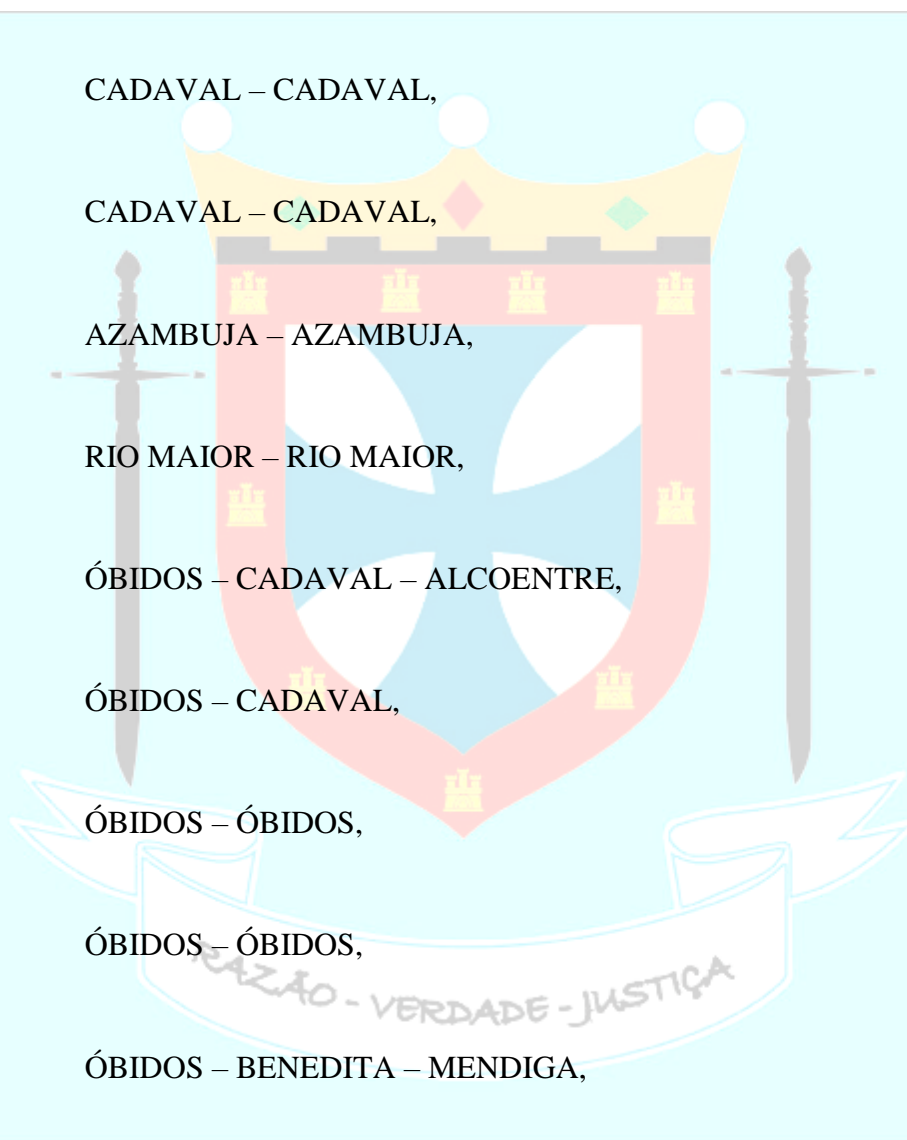 CADAVAL – CADAVAL,
CADAVAL – CADAVAL,
AZAMBUJA – AZAMBUJA,
RIO MAIOR – RIO MAIOR,
ÓBIDOS – CADAVAL – ALCOENTRE,
ÓBIDOS – CADAVAL,
ÓBIDOS – ÓBIDOS,
ÓBIDOS – ÓBIDOS,
RAZÃO - VERDADE - JUSTIÇA
ÓBIDOS – BENEDITA – MENDIGA,